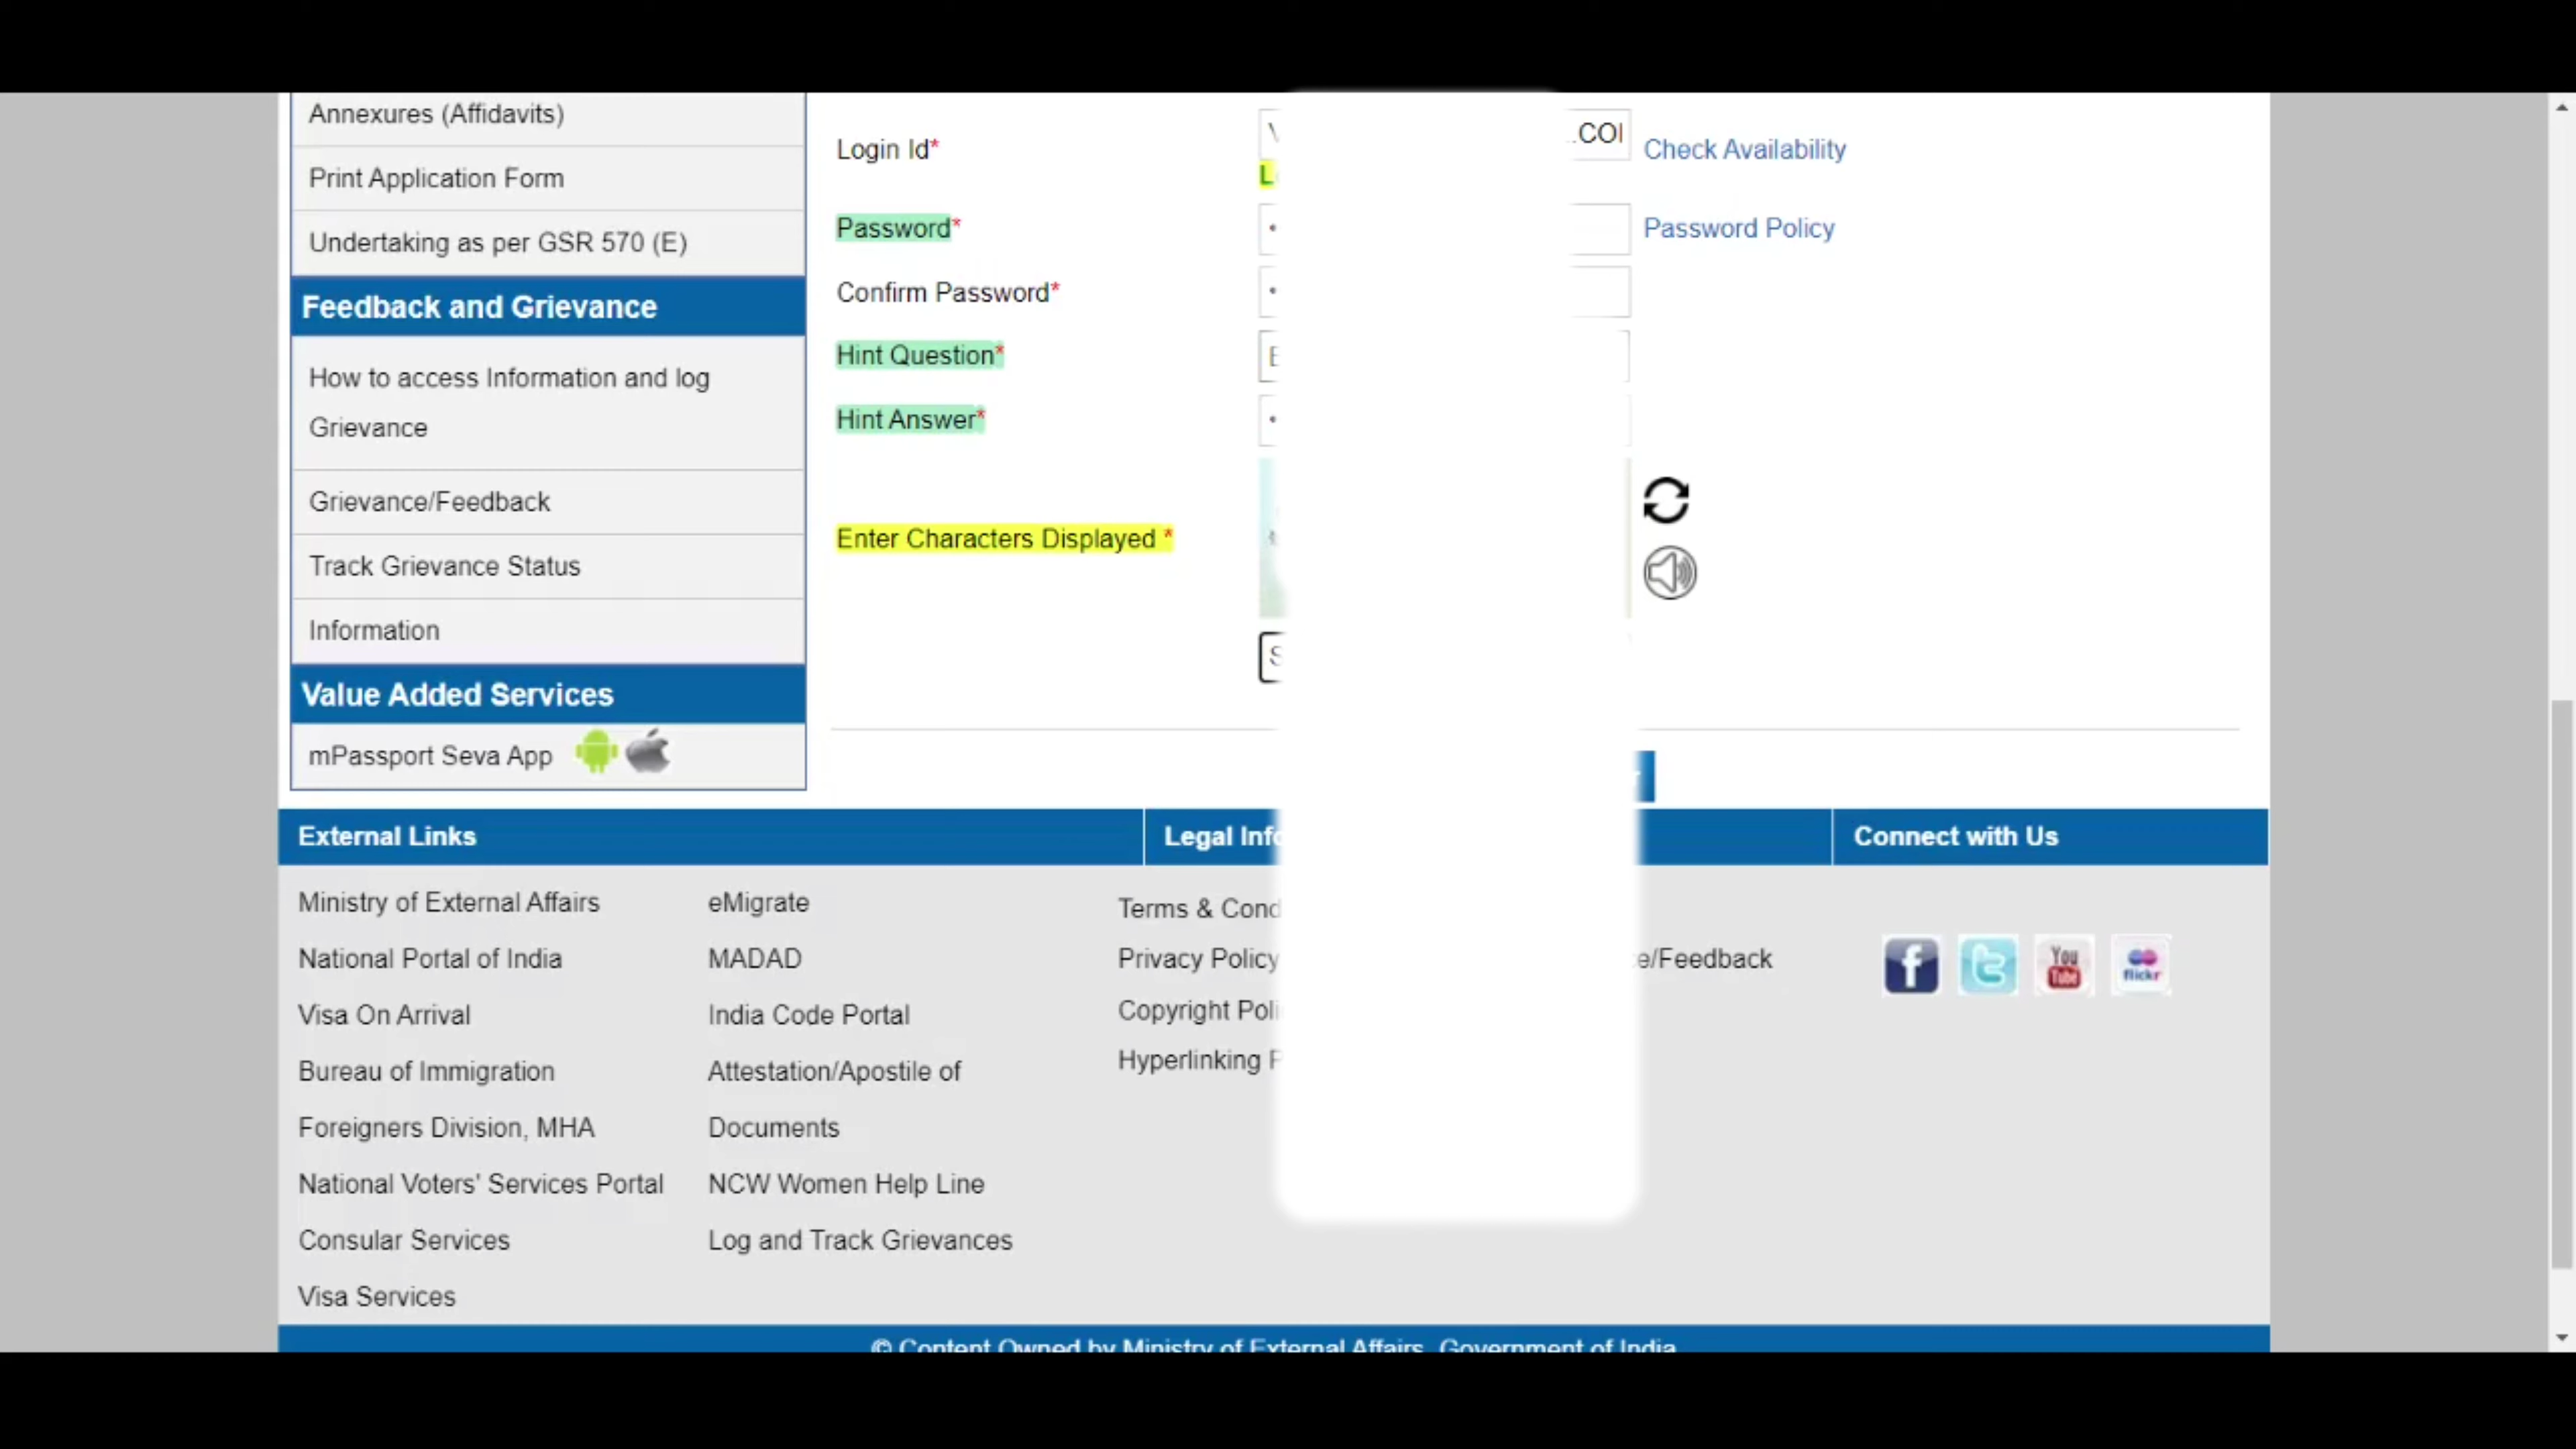 Annexures (Affidavits)
Print Application Form
Undertaking as per GSR 570 (E)
Feedback and Grievance
How to access Information and log
Grievance
Grievance/Feedback
Track Grievance Status
Information
Value Added Services
mPassport Seva App
Login Id*
.COI
Check Availability
Password*
Password Policy
Confirm Password*
Hint Question*
Hint Answer*
Enter Characters Displayed *
External Links
Ministry of External Affairs
National Portal of India
Visa On Arrival
Bureau of Immigration
Foreigners Division, MHA
National Voters' Services Portal
Consular Services
Visa Services
eMigrate
MADAD
India Code Portal
Attestation/Apostile of
Documents
NCW Women Help Line
Log and Track Grievances
Legal Info
Terms & Cond
Privacy Policy
Copyright Poli
Hyperlinking P
e/Feedback
Connect with Us
You
Tube
flickr
© Content Owned by Ministry of External Affairs, Government of India